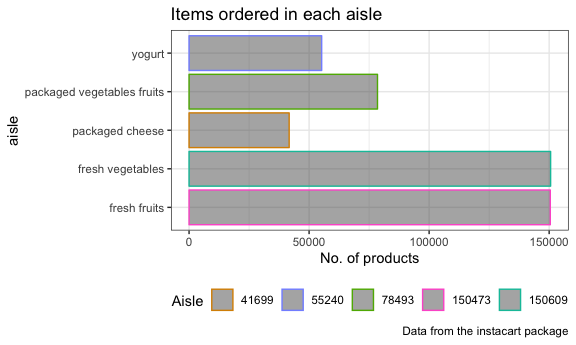 Items ordered in each aisle
aisle
yogurt
packaged vegetables fruits
packaged cheese
fresh vegetables
fresh fruits
0 50000 100000 150000
No. of products
Aisle 41699 55240 78493 150473 150609
Data from the instacart package